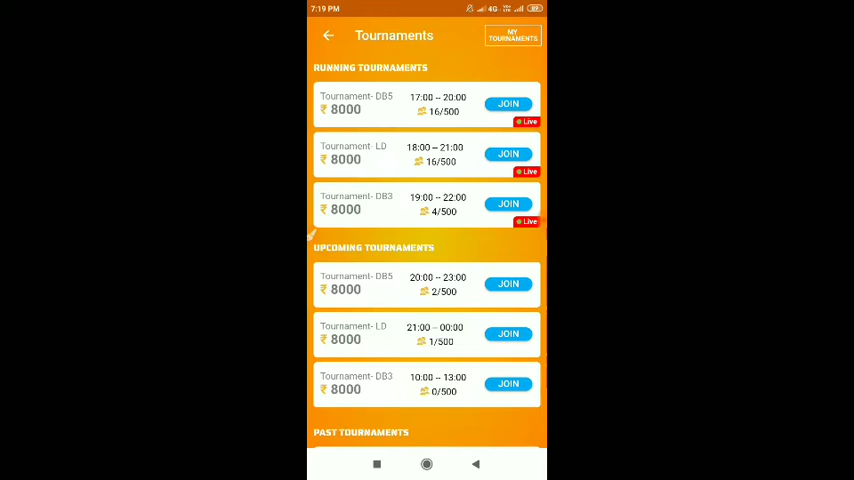 7:19 PM 4G 89
Tournaments
MY
TOURNAMENTS
RUNNING TOURNAMENTS
Tournament- DB5 17:00 -- 20:00 JOIN
₹ 8000 16/500
Live
Tournament- LD 18:00 -- 21:00 JOIN
₹ 8000 16/500
Live
Tournament- DB3 19:00 -- 22:00 JOIN
₹ 8000 4/500
Live
UPCOMING TOURNAMENTS
Tournament- DB5 20:00 -- 23:00 JOIN
₹ 8000 2/500
Tournament- LD 21:00 -- 00:00 JOIN
₹ 8000 1/500
Tournament- DB3 10:00 -- 13:00 JOIN
₹ 8000 0/500
PAST TOURNAMENTS